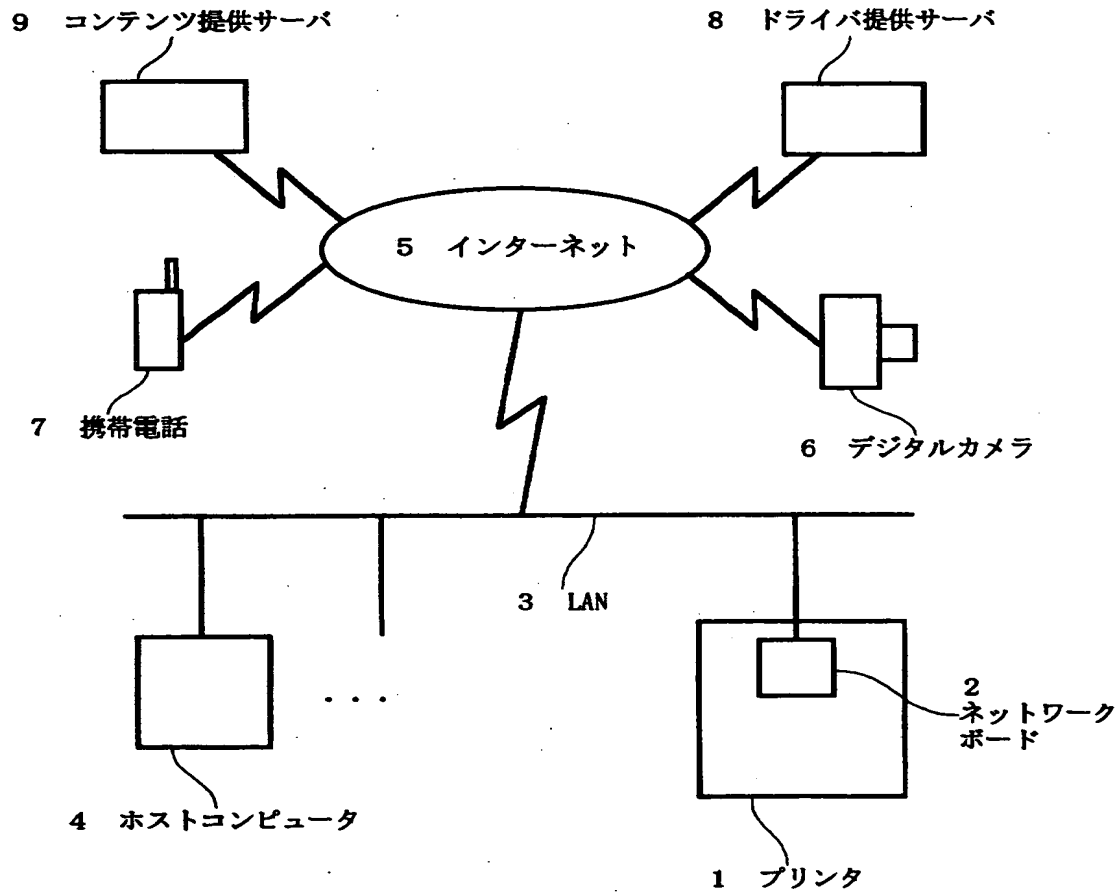 9 コンテンツ提供サーバ
8 ドライバ提供サーバ
5 インターネット
7 携帯電話
6 デジタルカメラ
3 LAN
2
ネットワーク
ボード
...
4 ホストコンピュータ
1 プリンタ